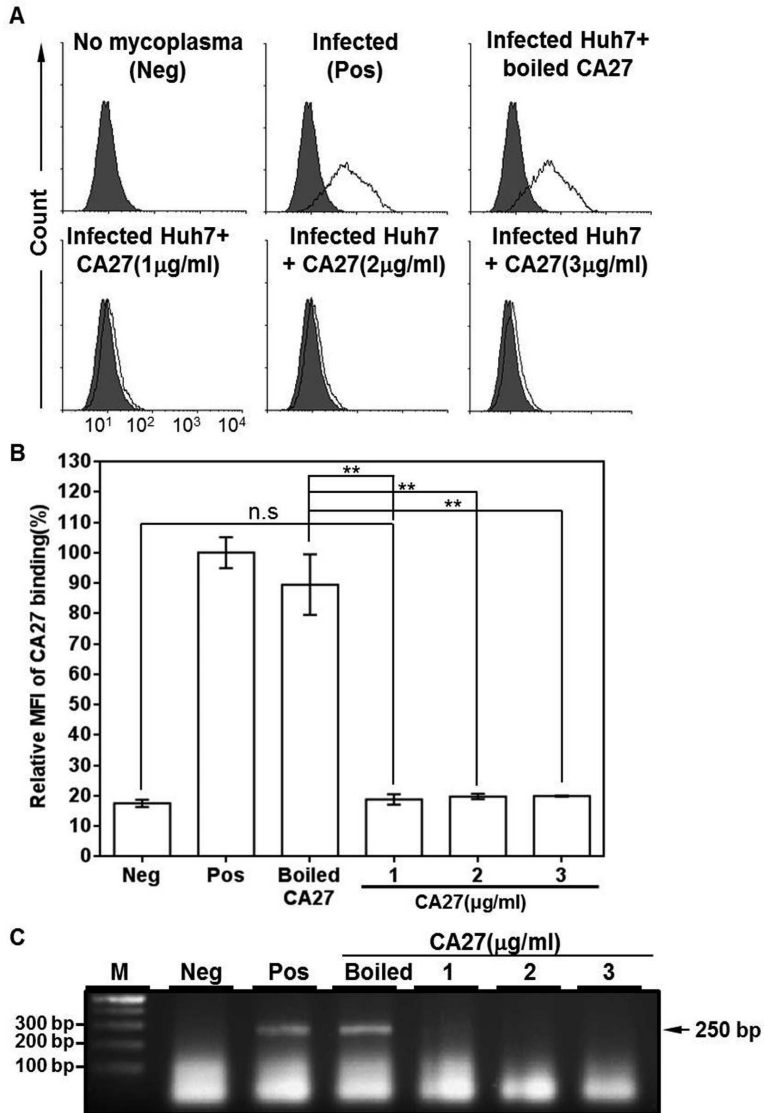 A
No mycoplasma
(Neg)
Infected
(Pos)
Infected Huh7+
boiled CA27
Count
Infected Huh7+
CA27(1μg/ml)
Infected Huh7
+ CA27(2μg/ml)
Infected Huh7
+ CA27(3μg/ml)
10¹ 10² 10³ 10⁴
B
Relative MFI of CA27 binding(%)
130
120
110
100
90
80
70
60
50
40
30
20
10
0
**
**
**
n.s
Neg Pos Boiled CA27 1 2 3
CA27(μg/ml)
C
CA27(μg/ml)
M Neg Pos Boiled 1 2 3
300 bp
200 bp
100 bp
250 bp